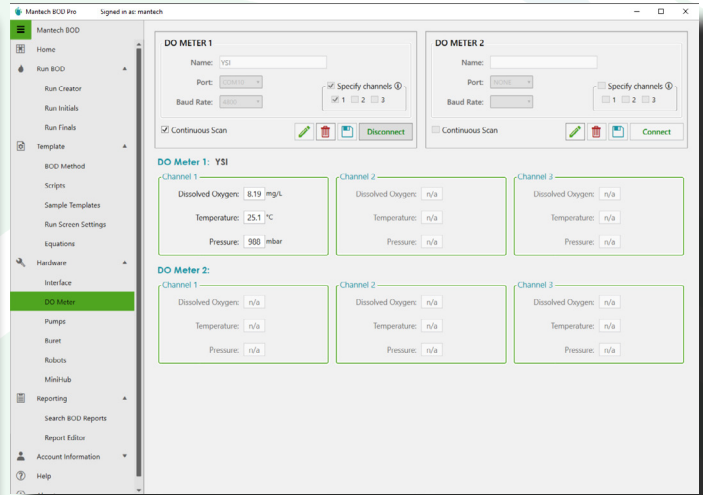 Mantech BOD Pro Signed in as: mantech
Mantech BOD
Home
Run BOD
Run Creator
Run Initials
Run Finals
Template
BOD Method
Scripts
Sample Templates
Run Screen Settings
Equations
Hardware
Interface
DO Meter
Pumps
Buret
Robots
MiniHub
Reporting
Search BOD Reports
Report Editor
Account Information
Help
DO METER 1
Name: YSI
Port:
Specify channels
Baud Rate:
1 2 3
Continuous Scan
Disconnect
DO METER 2
Name:
Port: NONE
Specify channels
Baud Rate:
1 2 3
Continuous Scan
Connect
DO Meter 1: YSI
Channel 1
Dissolved Oxygen: 8.19 mg/L
Temperature: 25.1 °C
Pressure: 988 mbar
Channel 2
Dissolved Oxygen: n/a
Temperature: n/a
Pressure: n/a
Channel 3
Dissolved Oxygen: n/a
Temperature: n/a
Pressure: n/a
DO Meter 2:
Channel 1
Dissolved Oxygen: n/a
Temperature: n/a
Pressure: n/a
Channel 2
Dissolved Oxygen: n/a
Temperature: n/a
Pressure: n/a
Channel 3
Dissolved Oxygen: n/a
Temperature: n/a
Pressure: n/a